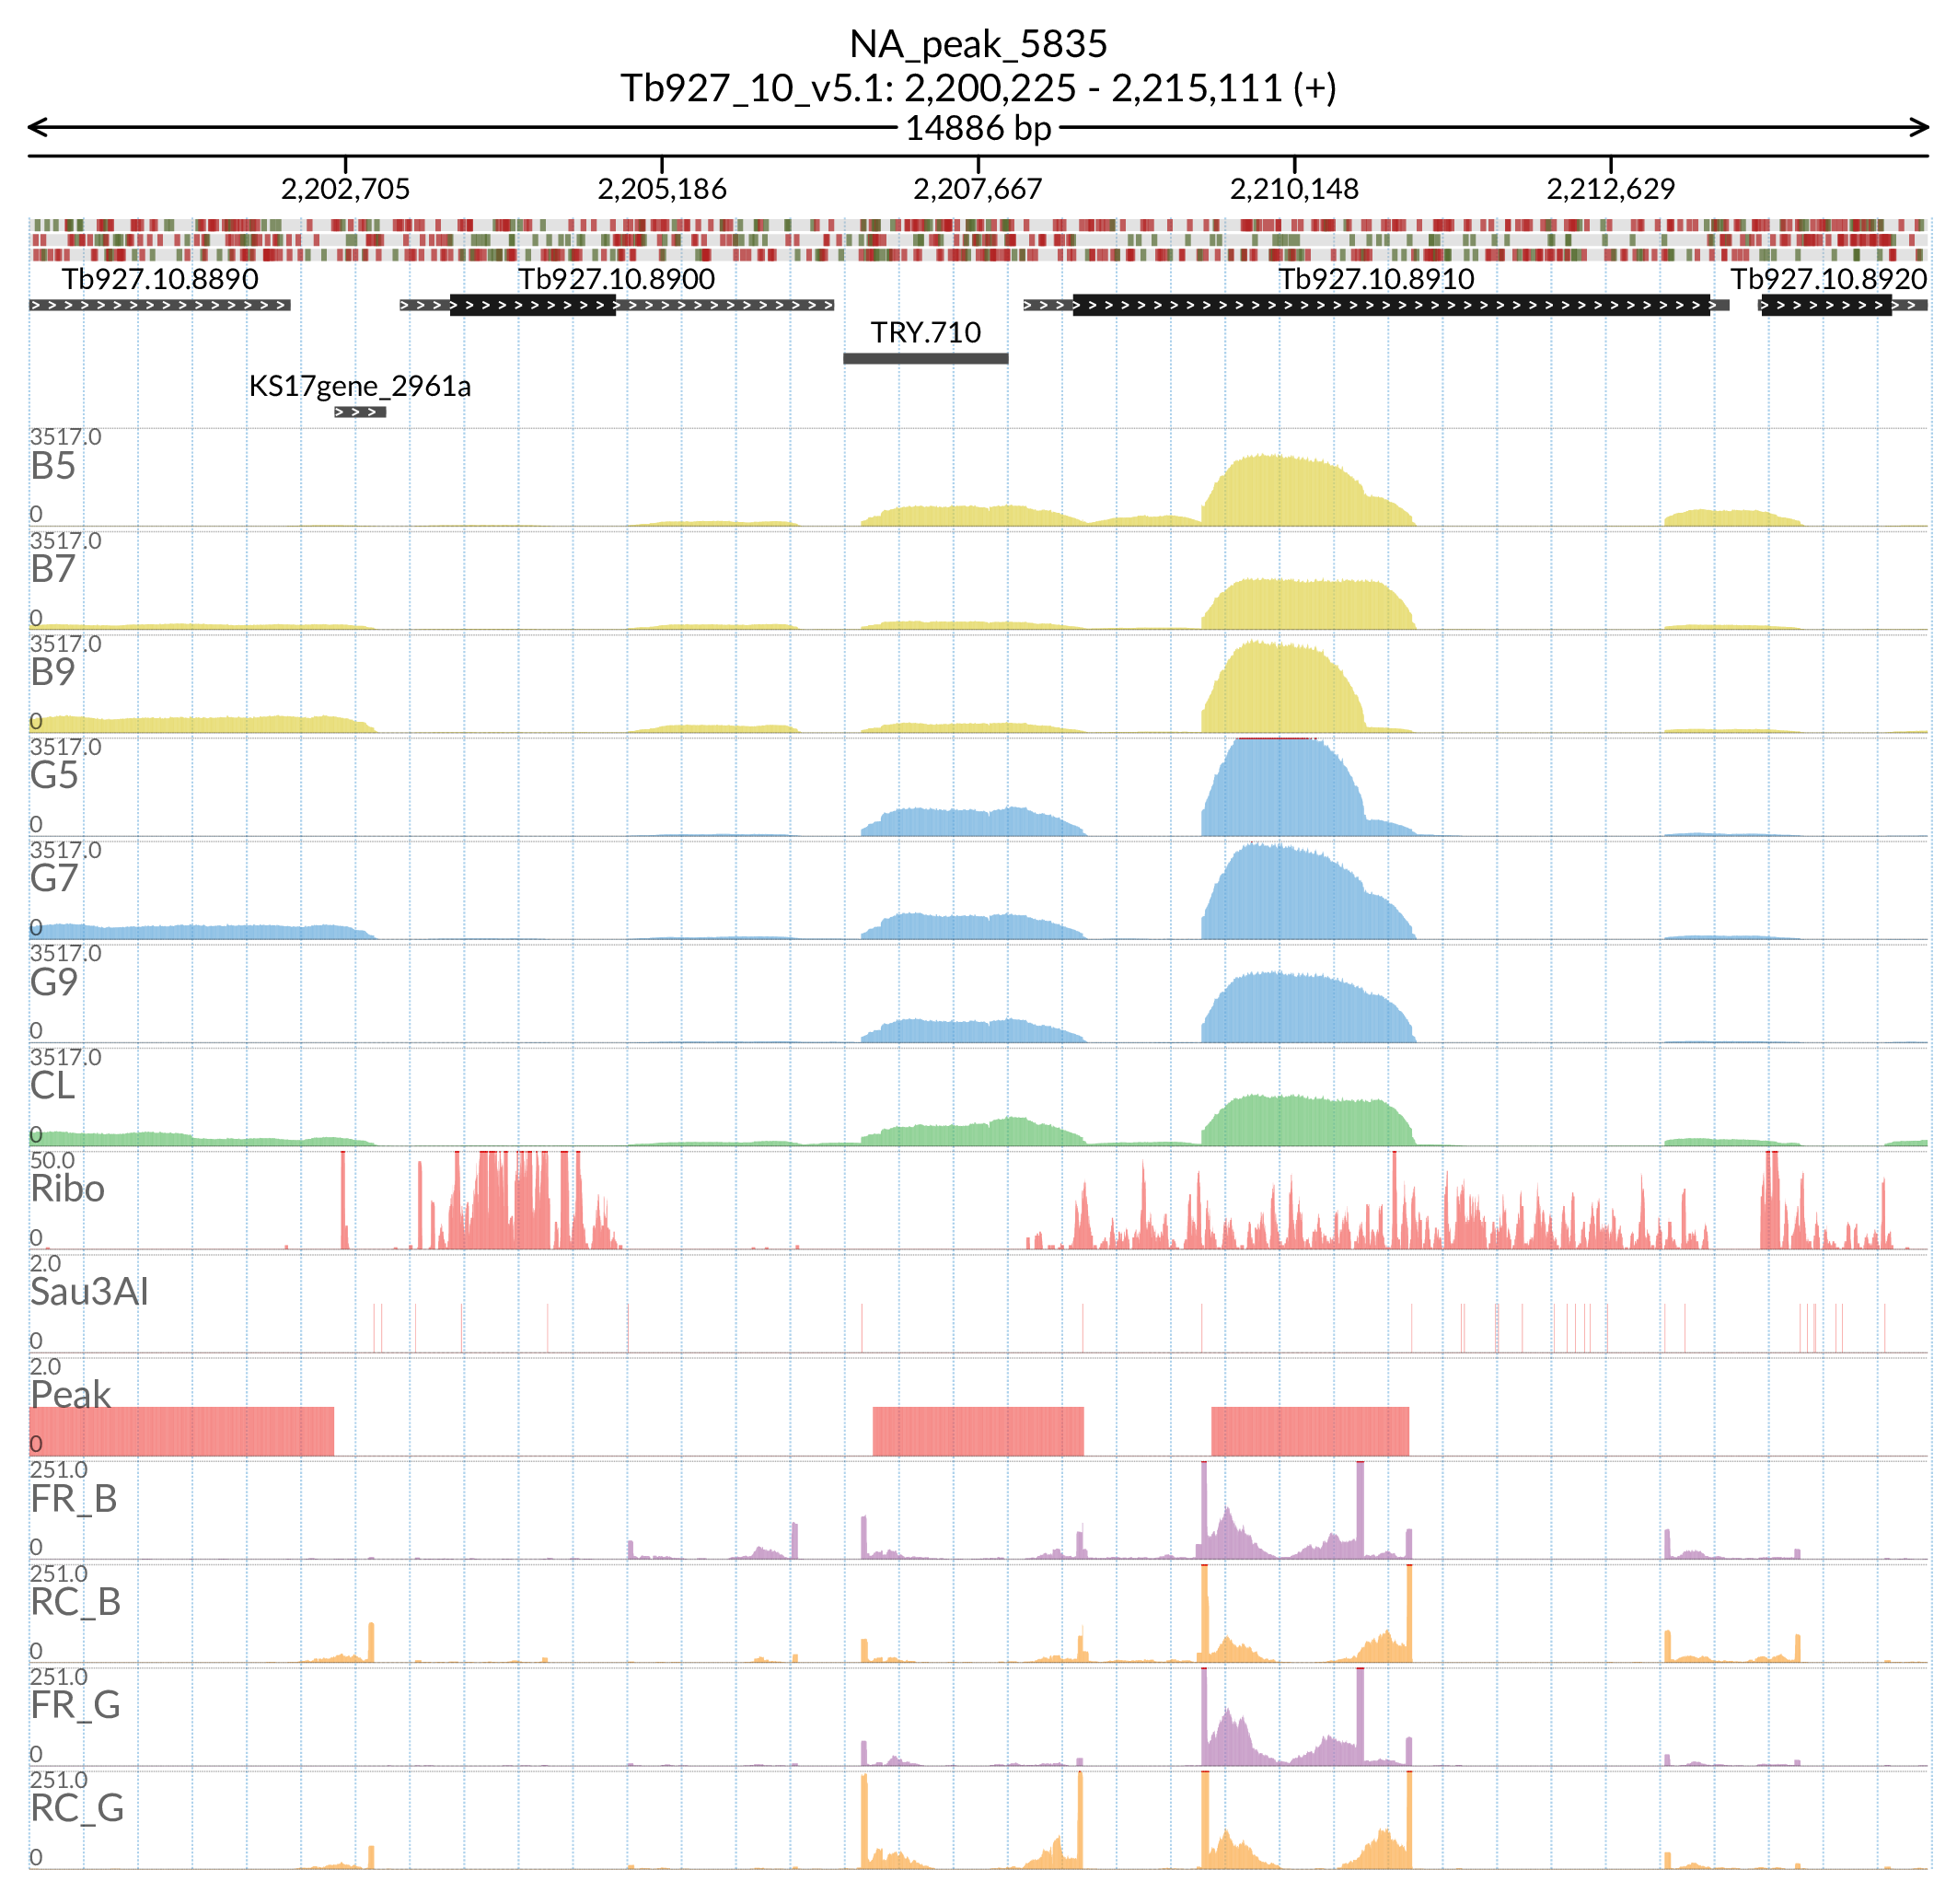 NA_peak_5835
Tb927_10_v5.1: 2,200,225 - 2,215,111 (+)
14886 bp
2,202,705 2,205,186 2,207,667 2,210,148 2,212,629
Tb927.10.8890 Tb927.10.8900 Tb927.10.8910 Tb927.10.8920
TRY.710
KS17gene_2961a
3517.0
B5
0
3517.0
B7
0
3517.0
B9
0
3517.0
G5
0
3517.0
G7
0
3517.0
G9
0
3517.0
CL
0
50.0
Ribo
0
2.0
Sau3AI
0
2.0
Peak
0
251.0
FR_B
0
251.0
RC_B
0
251.0
FR_G
0
251.0
RC_G
0